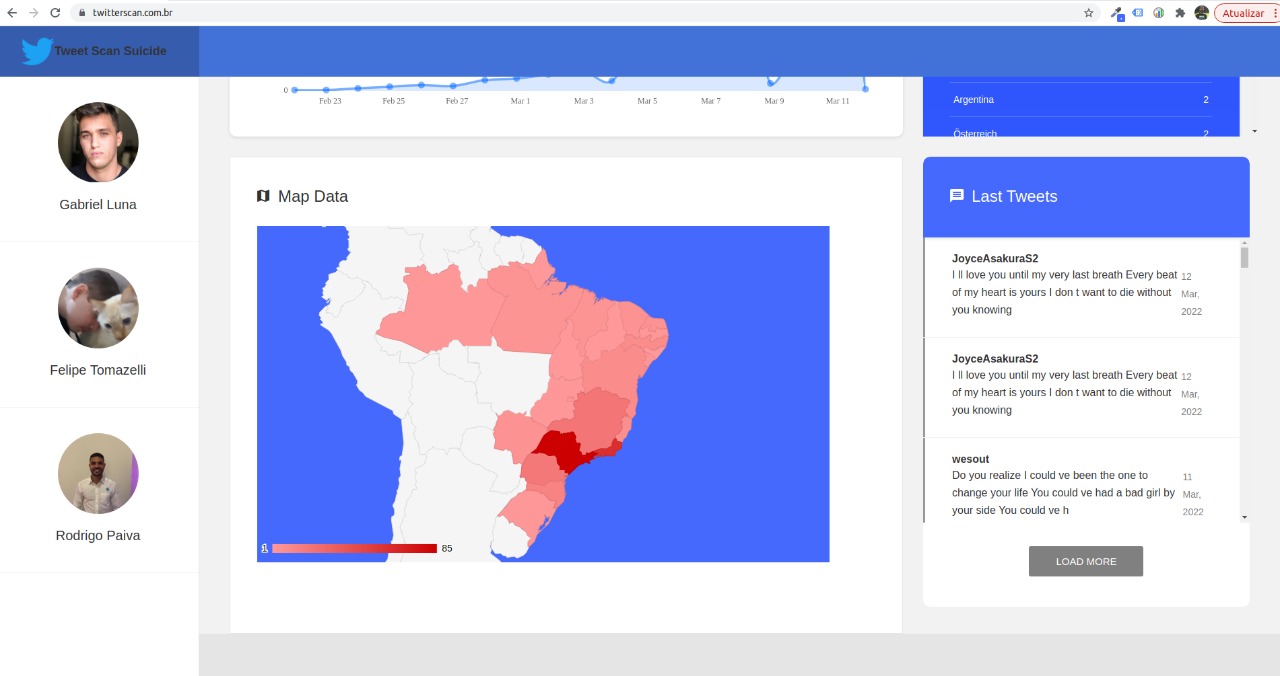 twitterscan.com.br
Atualizar
Tweet Scan Suicide
Gabriel Luna
Felipe Tomazelli
Rodrigo Paiva
0
Feb 23 Feb 25 Feb 27 Mar 1 Mar 3 Mar 5 Mar 7 Mar 9 Mar 11
Argentina 2
Österreich 2
Map Data
1 85
Last Tweets
JoyceAsakuraS2
I ll love you until my very last breath Every beat
of my heart is yours I don t want to die without
you knowing
12
Mar,
2022
JoyceAsakuraS2
I ll love you until my very last breath Every beat
of my heart is yours I don t want to die without
you knowing
12
Mar,
2022
wesout
Do you realize I could ve been the one to
change your life You could ve had a bad girl by
your side You could ve h
11
Mar,
2022
LOAD MORE